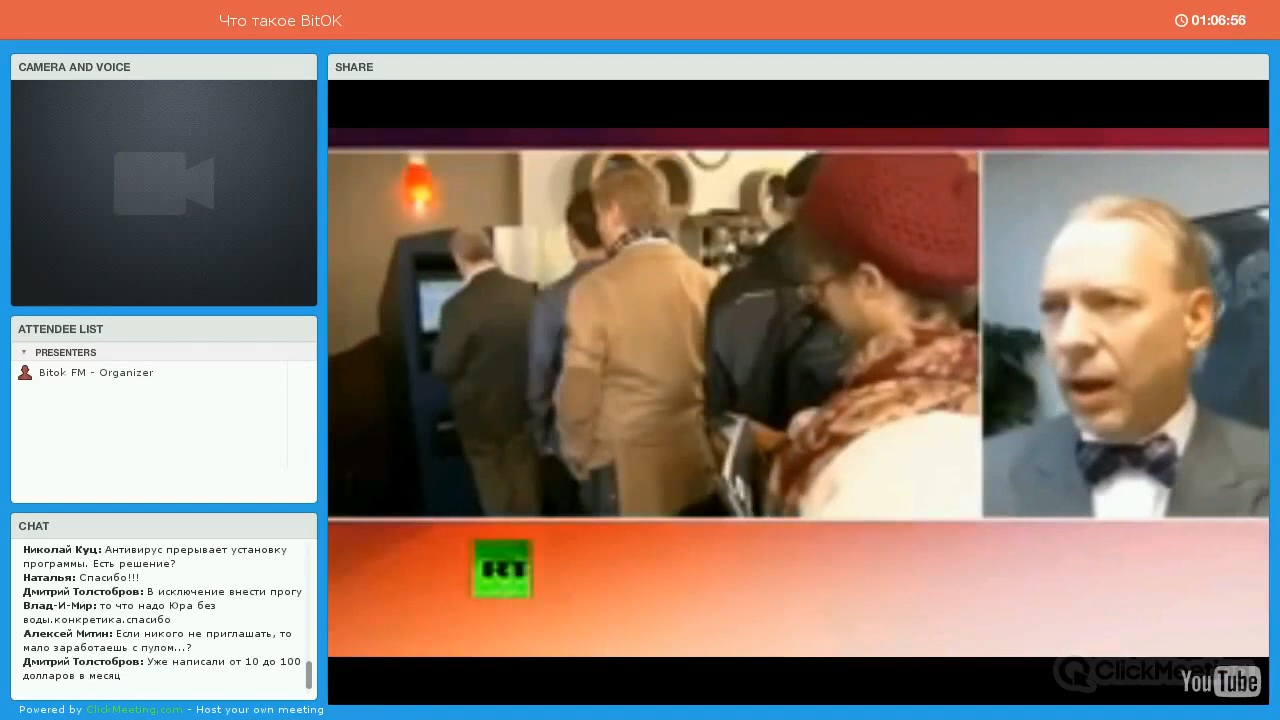 Что такое BitOK
01:06:56
CAMERA AND VOICE
SHARE
ATTENDEE LIST
PRESENTERS
Bitok FM - Organizer
CHAT
Николай Куц: Антивирус прерывает установку
программы. Есть решение?
Наталья: Спасибо!!!
Дмитрий Толстобров: В исключение внести прогу
Влад-И-Мир: то что надо Юра без
воды.конкретика.спасибо
Алексей Митин: Если никого не приглашать, то
мало заработаешь с пулом...?
Дмитрий Толстобров: Уже написали от 10 до 100
долларов в месяц
RT
ClickMeeting
YouTube
Powered by ClickMeeting.com - Host your own meeting